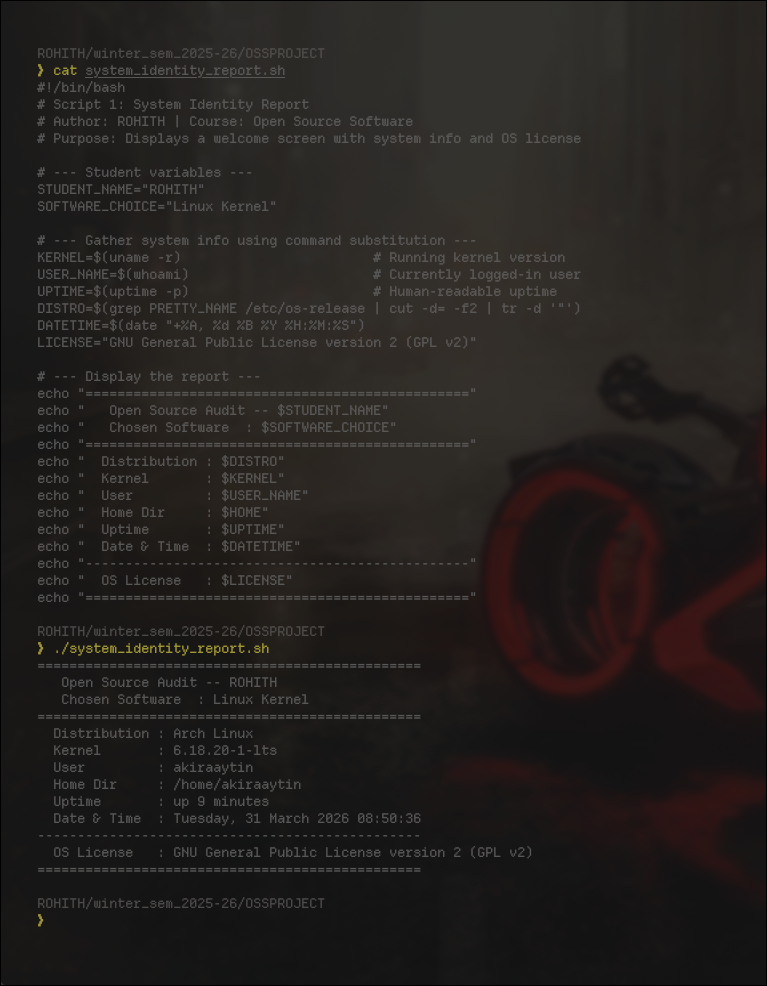 ROHITH/winter_sem_2025-26/OSSPROJECT
❯ cat system_identity_report.sh
#!/bin/bash
# Script 1: System Identity Report
# Author: ROHITH | Course: Open Source Software
# Purpose: Displays a welcome screen with system info and OS license

# --- Student variables ---
STUDENT_NAME="ROHITH"
SOFTWARE_CHOICE="Linux Kernel"

# --- Gather system info using command substitution ---
KERNEL=$(uname -r)                        # Running kernel version
USER_NAME=$(whoami)                       # Currently logged-in user
UPTIME=$(uptime -p)                       # Human-readable uptime
DISTRO=$(grep PRETTY_NAME /etc/os-release | cut -d= -f2 | tr -d '"')
DATETIME=$(date "+%A, %d %B %Y %H:%M:%S")
LICENSE="GNU General Public License version 2 (GPL v2)"

# --- Display the report ---
echo "================================================"
echo "   Open Source Audit -- $STUDENT_NAME"
echo "   Chosen Software  : $SOFTWARE_CHOICE"
echo "================================================"
echo "  Distribution : $DISTRO"
echo "  Kernel       : $KERNEL"
echo "  User         : $USER_NAME"
echo "  Home Dir     : $HOME"
echo "  Uptime       : $UPTIME"
echo "  Date & Time  : $DATETIME"
echo "------------------------------------------------"
echo "  OS License   : $LICENSE"
echo "================================================"

ROHITH/winter_sem_2025-26/OSSPROJECT
❯ ./system_identity_report.sh
================================================
   Open Source Audit -- ROHITH
   Chosen Software  : Linux Kernel
================================================
  Distribution : Arch Linux
  Kernel       : 6.18.20-1-lts
  User         : akiraaytin
  Home Dir     : /home/akiraaytin
  Uptime       : up 9 minutes
  Date & Time  : Tuesday, 31 March 2026 08:50:36
------------------------------------------------
  OS License   : GNU General Public License version 2 (GPL v2)
================================================

ROHITH/winter_sem_2025-26/OSSPROJECT
❯